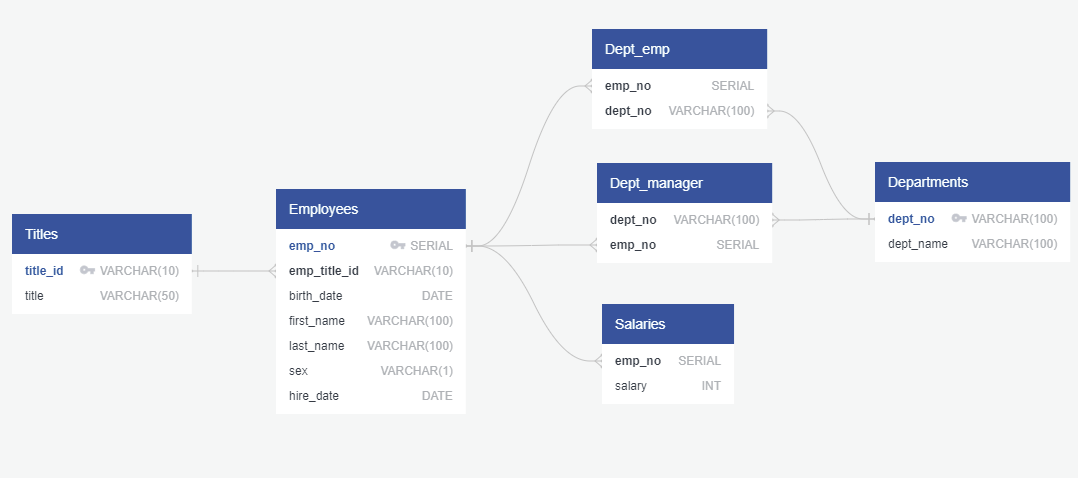 Titles
title_id VARCHAR(10)
title VARCHAR(50)
Employees
emp_no SERIAL
emp_title_id VARCHAR(10)
birth_date DATE
first_name VARCHAR(100)
last_name VARCHAR(100)
sex VARCHAR(1)
hire_date DATE
Dept_emp
emp_no SERIAL
dept_no VARCHAR(100)
Dept_manager
dept_no VARCHAR(100)
emp_no SERIAL
Salaries
emp_no SERIAL
salary INT
Departments
dept_no VARCHAR(100)
dept_name VARCHAR(100)